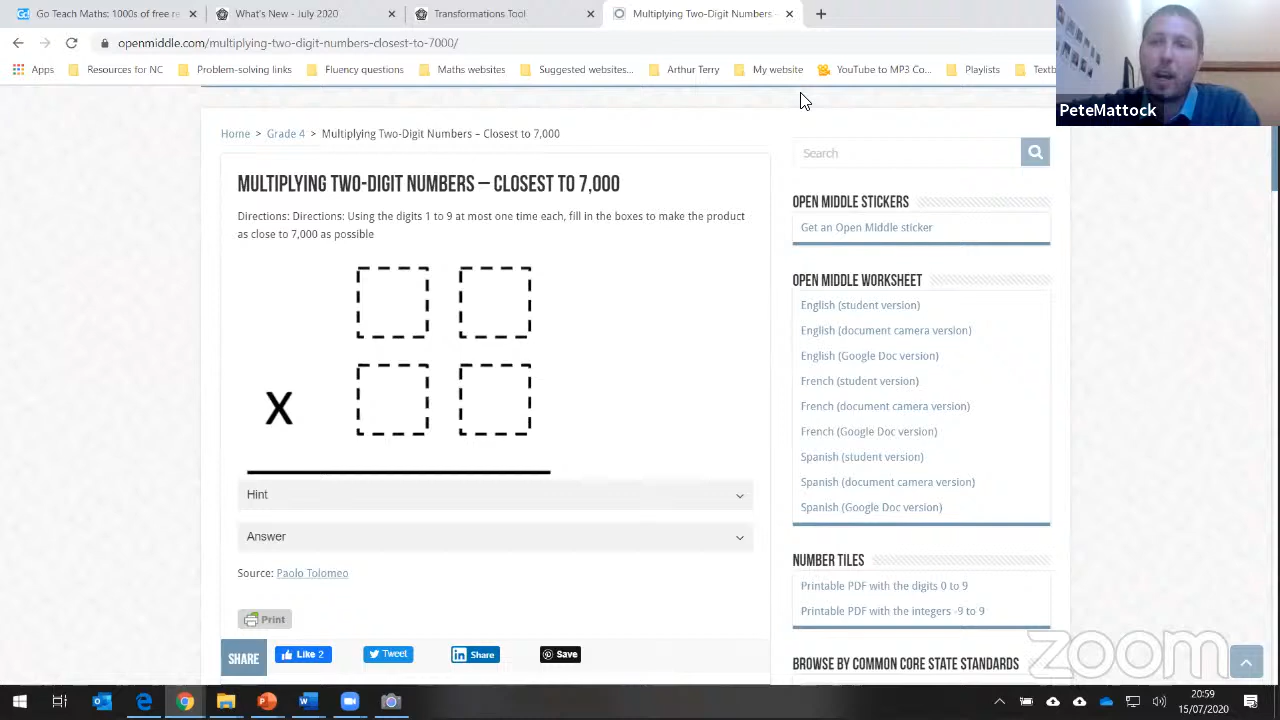 Go Teach Maths: 1000s of free re
Home
Multiplying Two-Digit Numbers -
openmiddle.com/multiplying-two-digit-numbers-closest-to-7000/
Apps
Resources for NC
Problem-solving links
Fluency questions
Maths websites
Suggested websites...
Arthur Terry
My website
YouTube to MP3 Co...
Playlists
Textb
PeteMattock
Home > Grade 4 > Multiplying Two-Digit Numbers – Closest to 7,000
MULTIPLYING TWO-DIGIT NUMBERS – CLOSEST TO 7,000
Directions: Directions: Using the digits 1 to 9 at most one time each, fill in the boxes to make the product
as close to 7,000 as possible
X
Hint
Answer
Source: Paolo Tolomeo
Print
SHARE
Like 2
Tweet
Share
Save
Search
OPEN MIDDLE STICKERS
Get an Open Middle sticker
OPEN MIDDLE WORKSHEET
English (student version)
English (document camera version)
English (Google Doc version)
French (student version)
French (document camera version)
French (Google Doc version)
Spanish (student version)
Spanish (document camera version)
Spanish (Google Doc version)
NUMBER TILES
Printable PDF with the digits 0 to 9
Printable PDF with the integers -9 to 9
BROWSE BY COMMON CORE STATE STANDARDS
zoom
20:59
15/07/2020